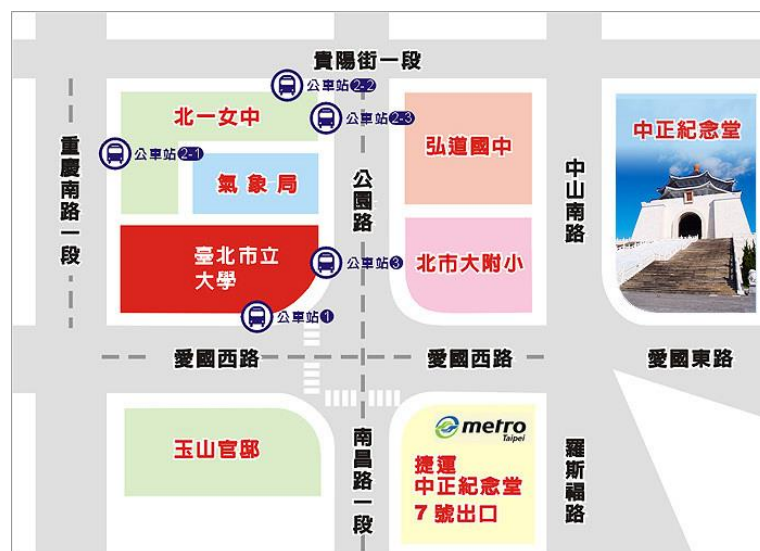 貴陽街一段
公車站2-2
北一女中
公車站2-3
公車站2-1
氣象局
弘道國中
中正紀念堂
重慶南路一段
公園路
中山南路
臺北市立
大學
公車站3
北市大附小
公車站1
愛國西路
愛國西路
愛國東路
玉山官邸
南昌路一段
metro
Taipei
捷運
中正紀念堂
7號出口
羅斯福路